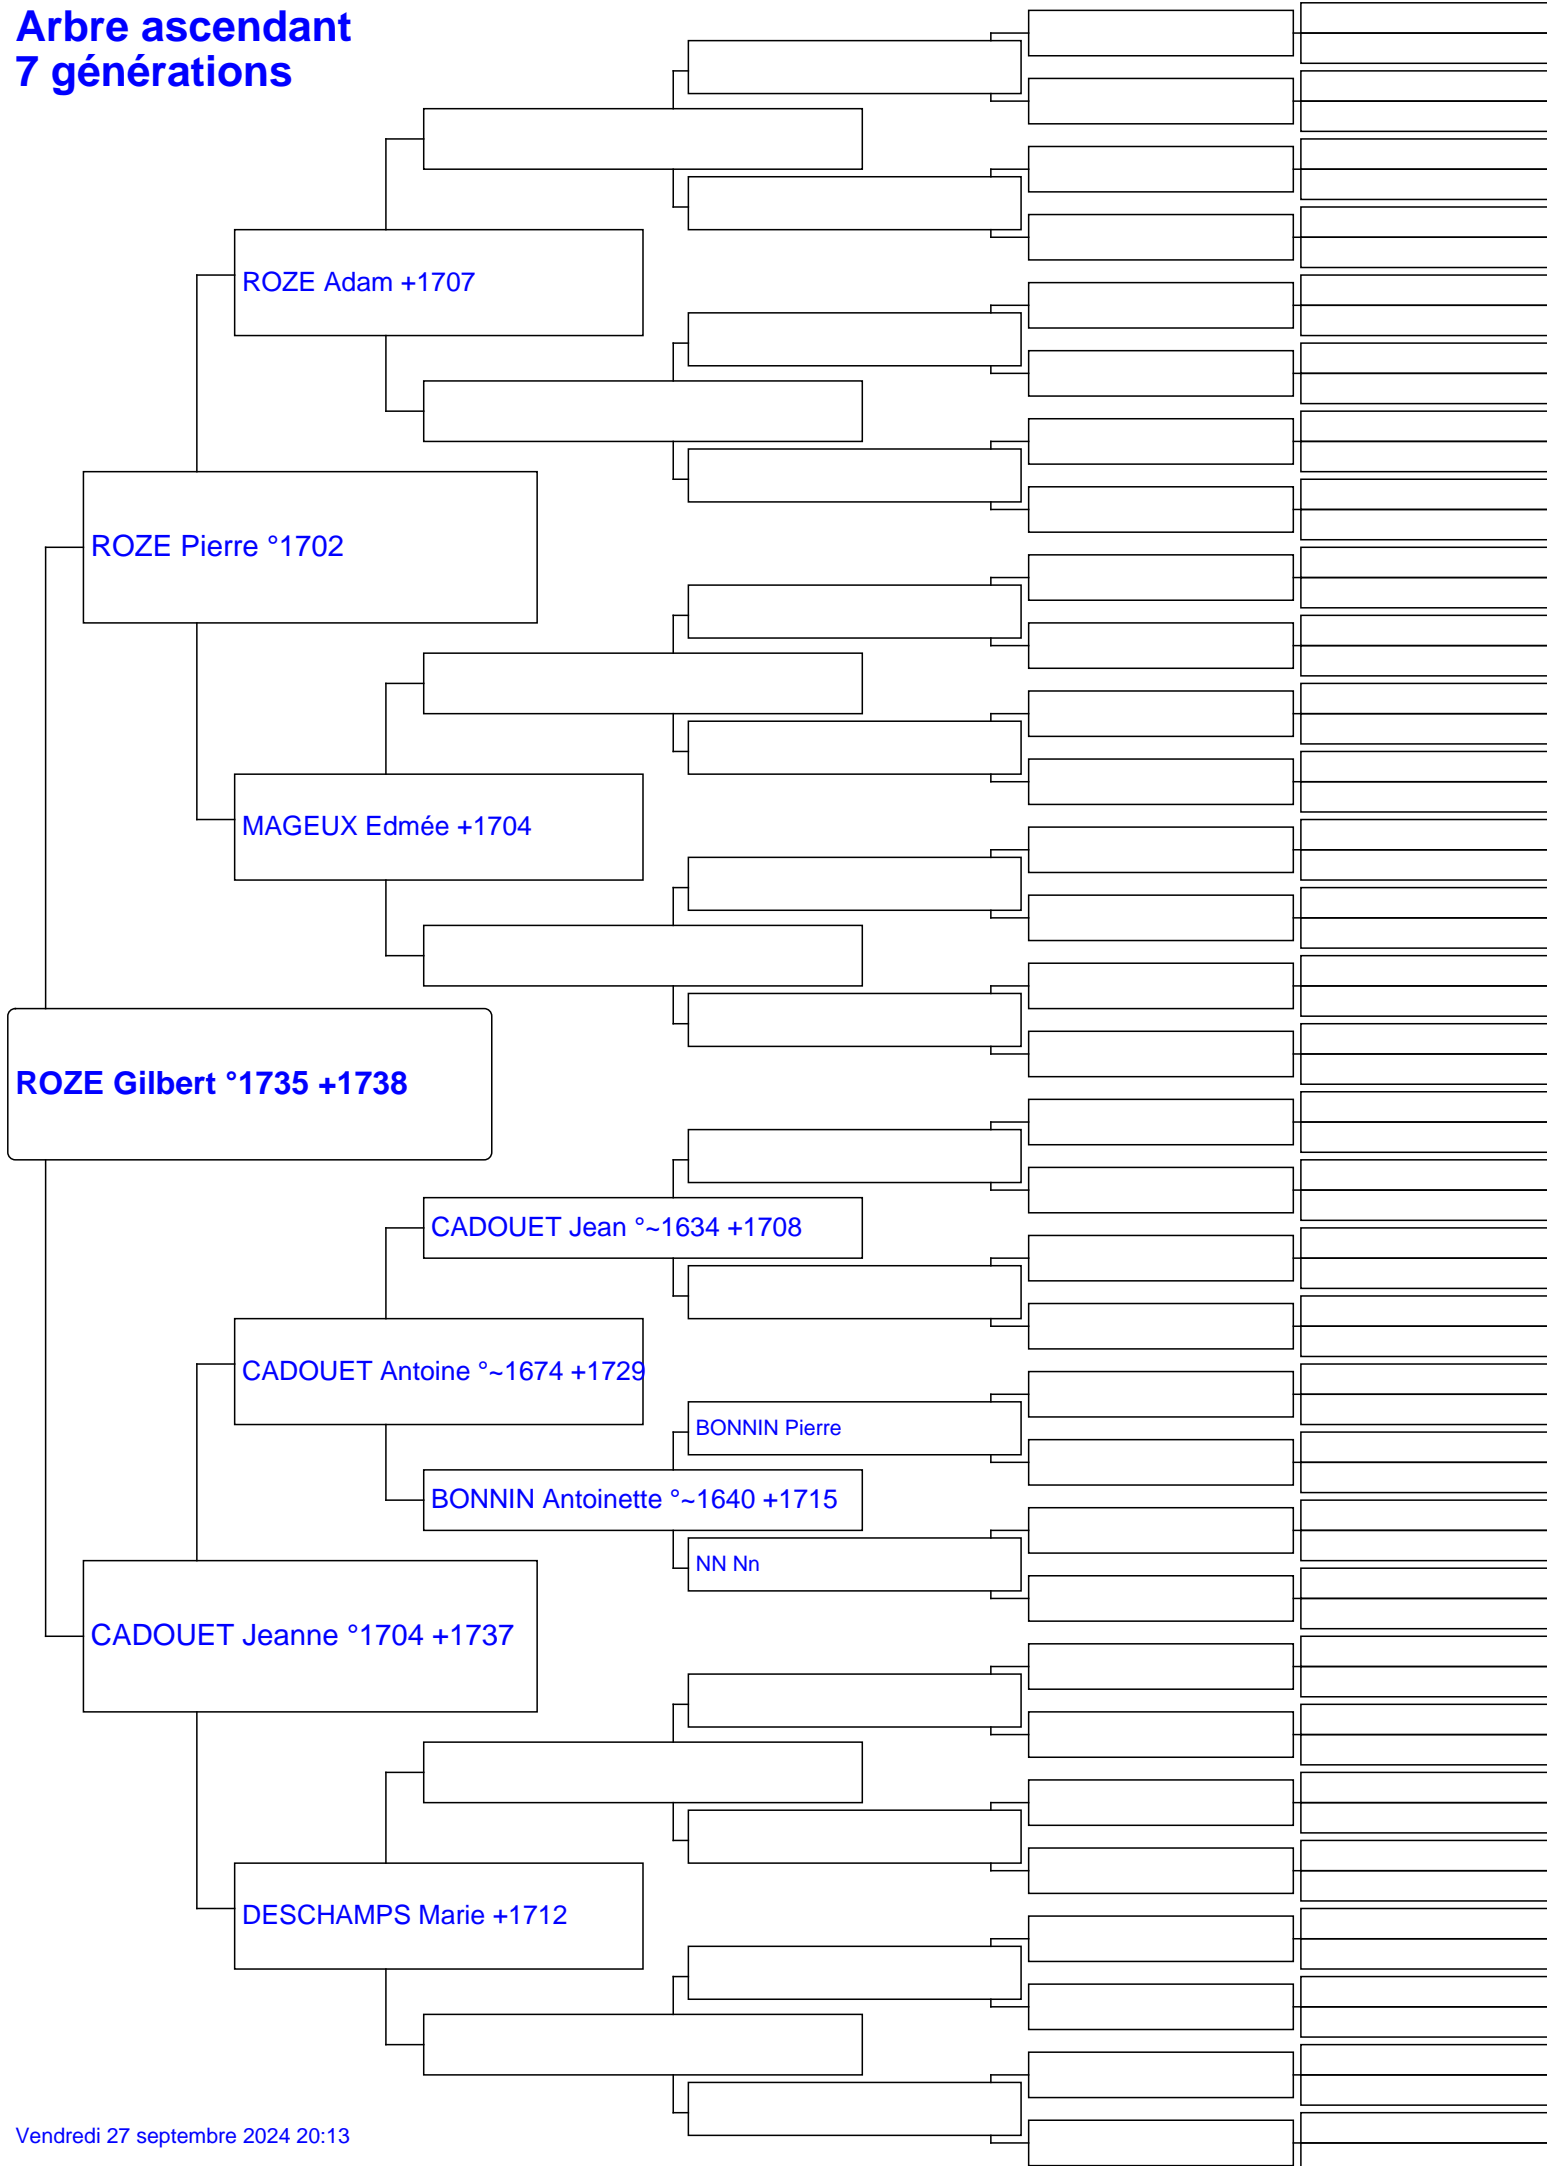 Arbre ascendant
7 générations
ROZE Adam +1707
ROZE Pierre °1702
MAGEUX Edmée +1704
ROZE Gilbert °1735 +1738
CADOUET Jean °~1634 +1708
CADOUET Antoine °~1674 +1729
BONNIN Pierre
BONNIN Antoinette °~1640 +1715
NN Nn
CADOUET Jeanne °1704 +1737
DESCHAMPS Marie +1712
Vendredi 27 septembre 2024 20:13